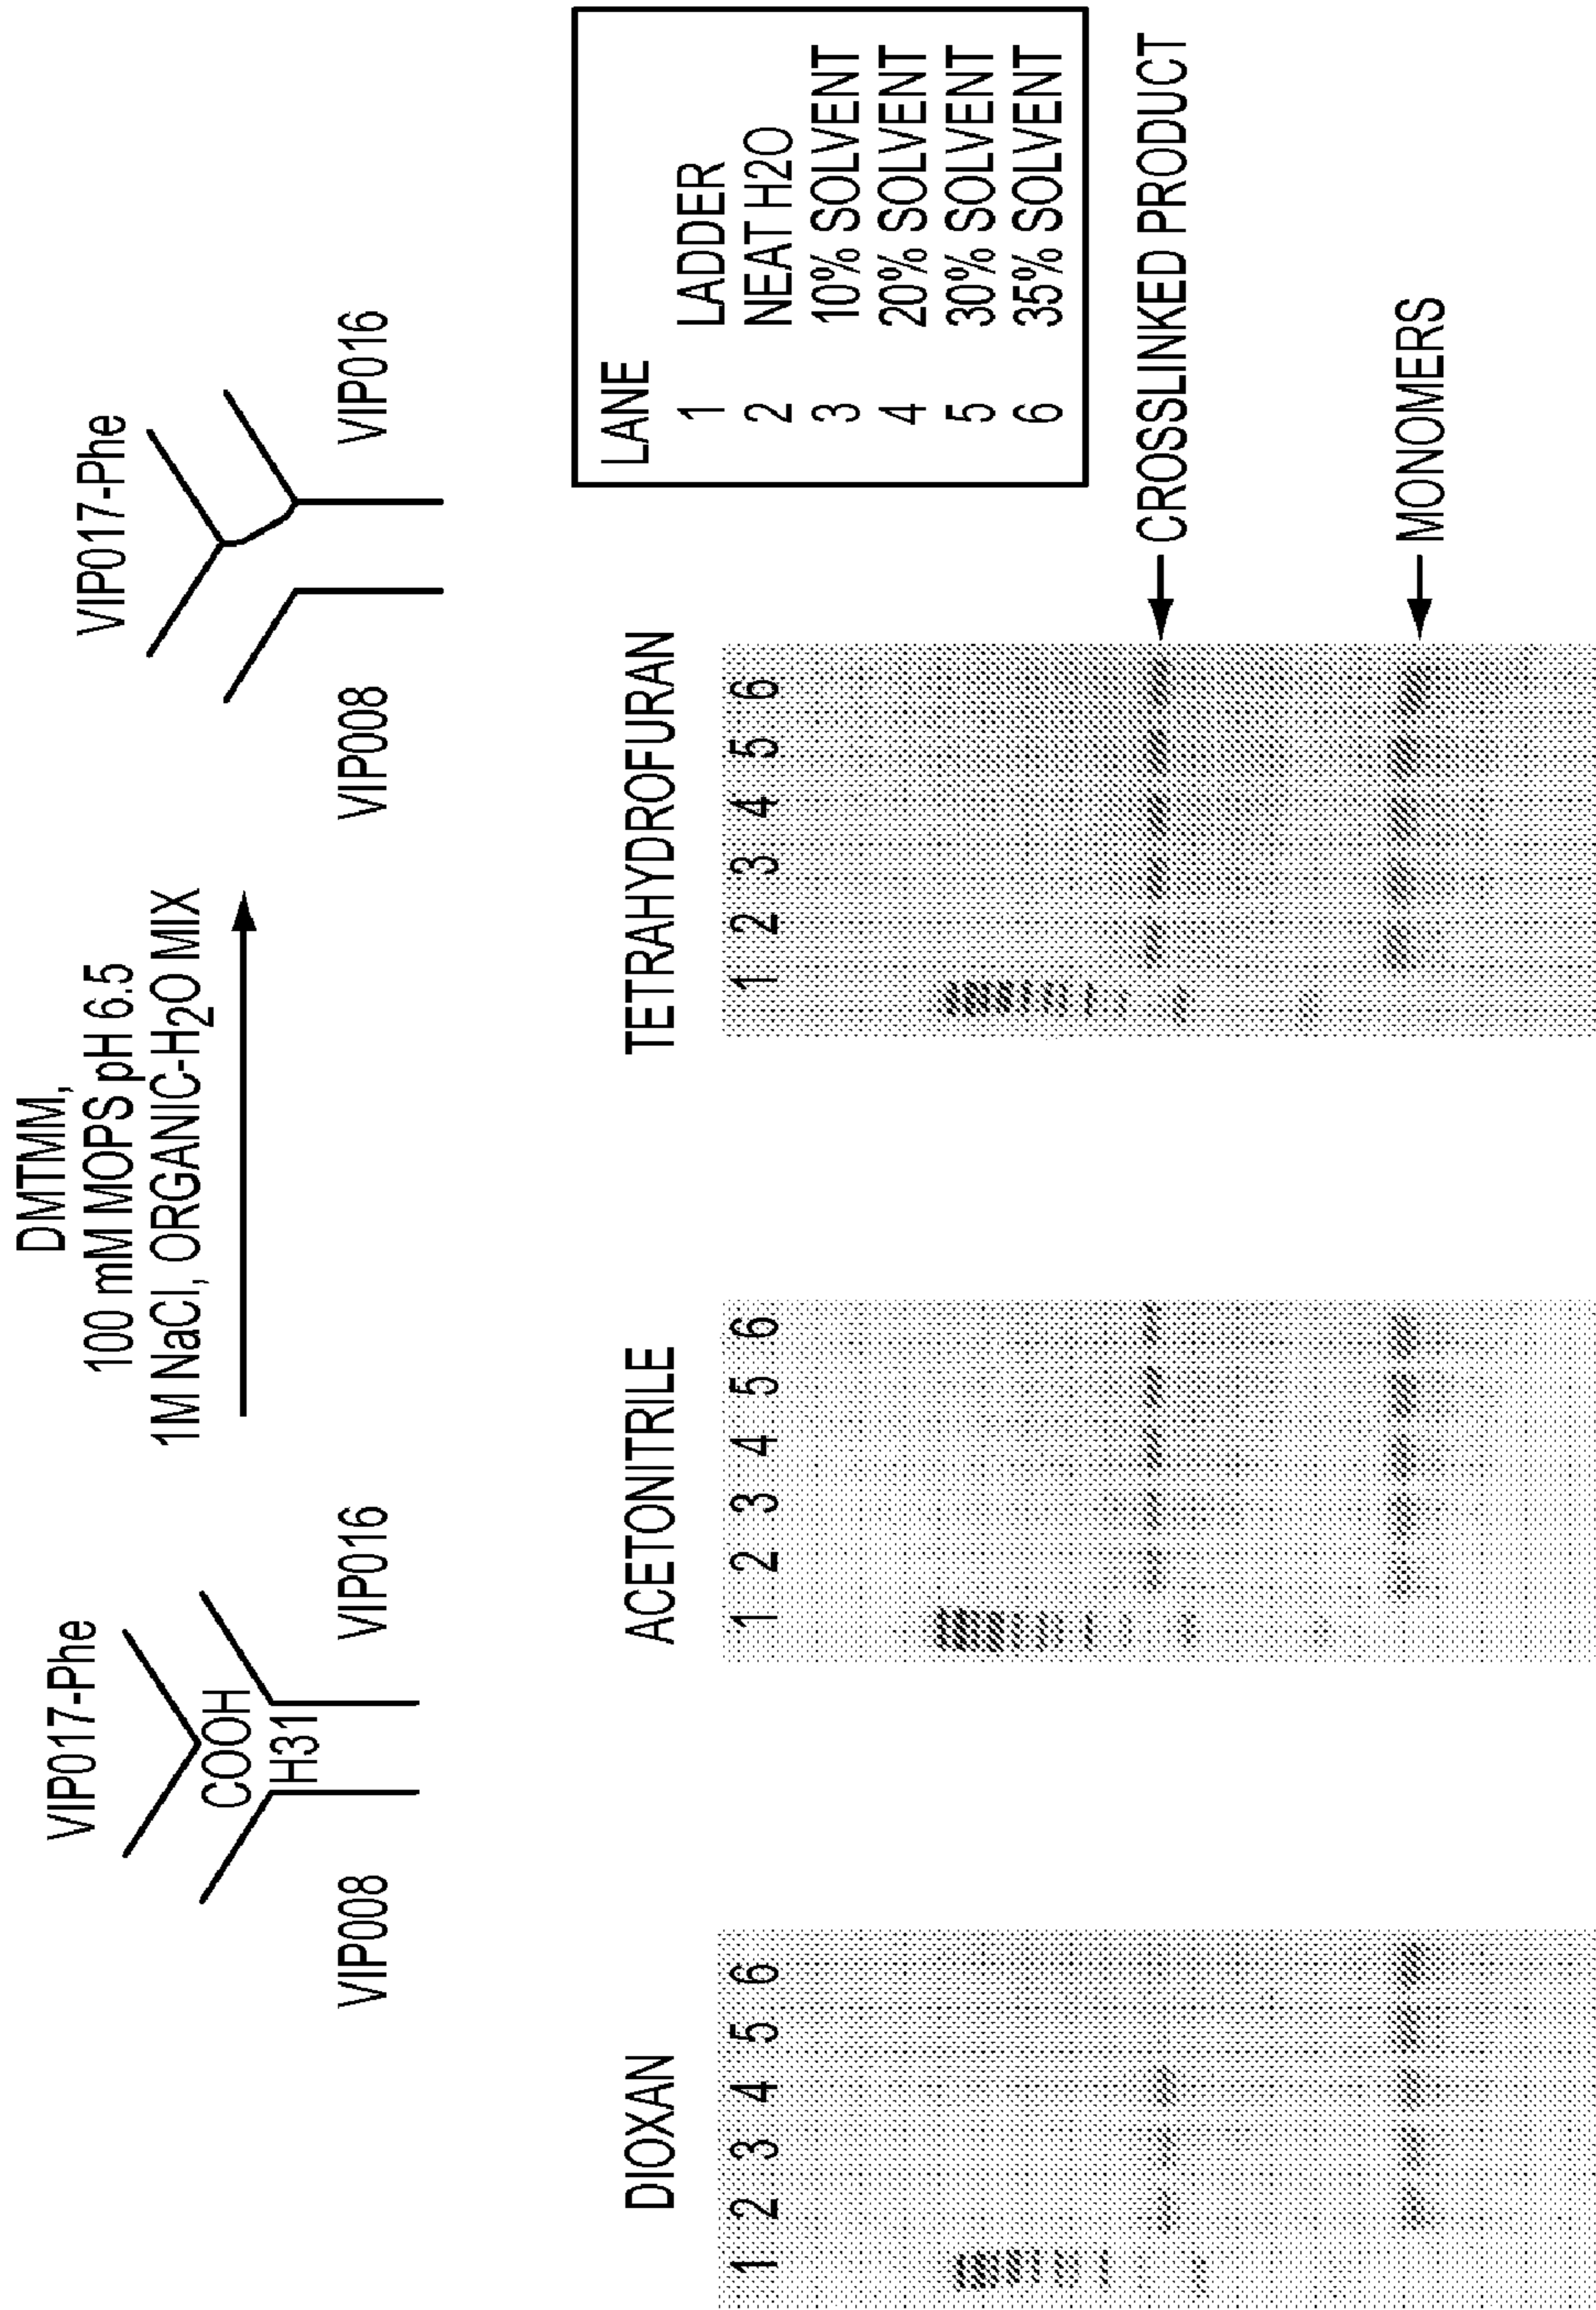 VIP017-Phe
COOH
H31
VIP008
VIP016
DMTMM,
100 mM MOPS pH 6.5
1M NaCl, ORGANIC-H2O MIX
VIP017-Phe
VIP008
VIP016
DIOXAN
1 2 3 4 5 6
ACETONITRILE
1 2 3 4 5 6
TETRAHYDROFURAN
1 2 3 4 5 6
LANE
1 LADDER
2 NEAT H2O
3 10% SOLVENT
4 20% SOLVENT
5 30% SOLVENT
6 35% SOLVENT
CROSSLINKED PRODUCT
MONOMERS